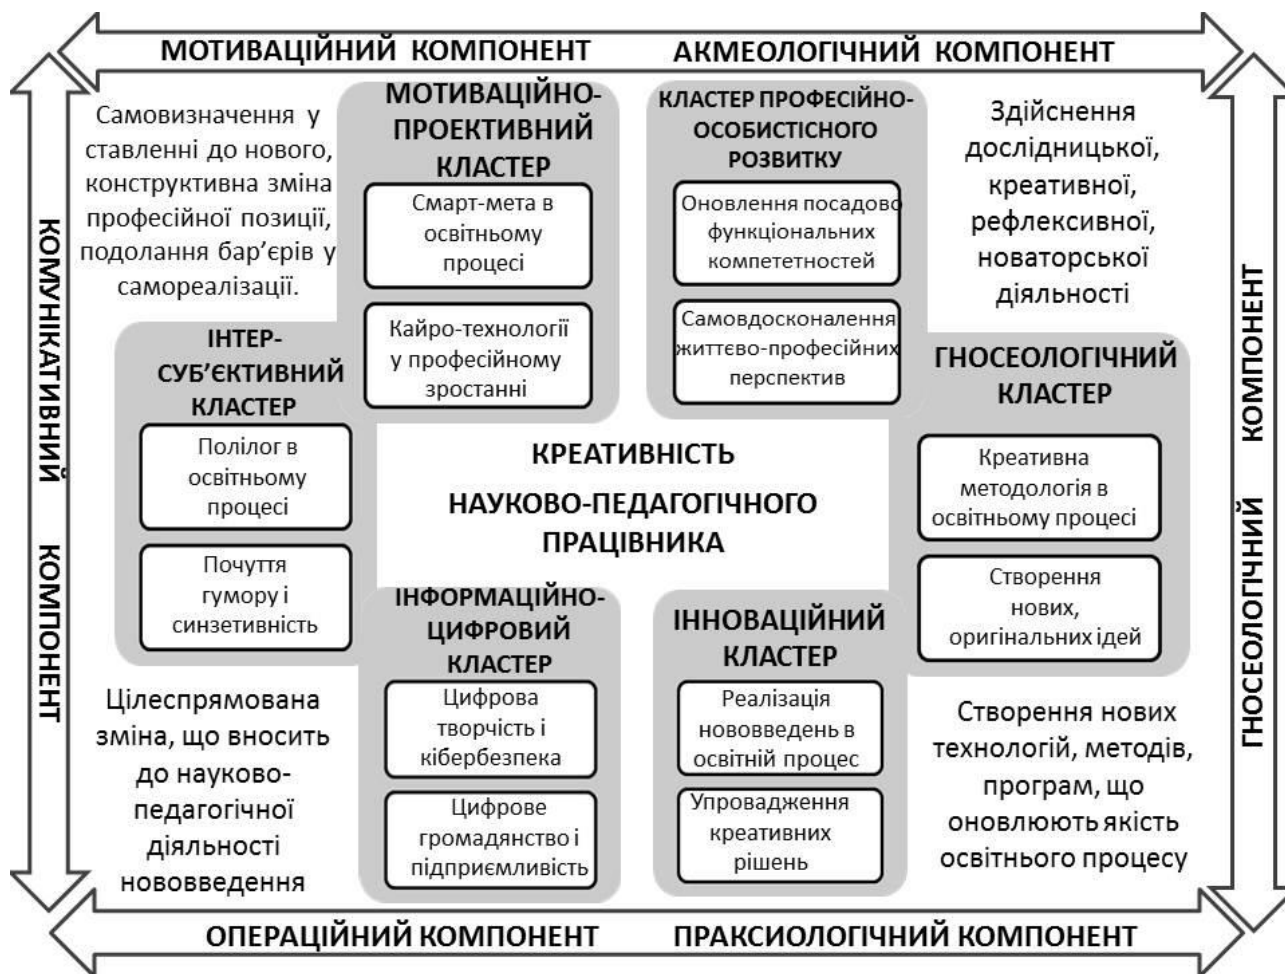 МОТИВАЦІЙНИЙ КОМПОНЕНТ
АКМЕОЛОГІЧНИЙ КОМПОНЕНТ
КОМУНІКАТИВНИЙ КОМПОНЕНТ
Самовизначення у
ставленні до нового,
конструктивна зміна
професійної позиції,
подолання бар’єрів у
самореалізації.
МОТИВАЦІЙНО-
ПРОЕКТИВНИЙ
КЛАСТЕР
Смарт-мета в
освітньому
процесі
Кайро-технології
у професійному
зростанні
КЛАСТЕР ПРОФЕСІЙНО-
ОСОБИСТІСНОГО
РОЗВИТКУ
Оновлення посадово
функціональних
компететностей
Самовдосконалення
життєво-професійних
перспектив
Здійснення
дослідницької,
креативної,
рефлексивної,
новаторської
діяльності
ГНОСЕОЛОГІЧНИЙ КОМПОНЕНТ
ІНТЕР-
СУБ’ЄКТИВНИЙ
КЛАСТЕР
Полілог в
освітньому
процесі
Почуття
гумору і
синзетивність
КРЕАТИВНІСТЬ
НАУКОВО-ПЕДАГОГІЧНОГО
ПРАЦІВНИКА
ГНОСЕОЛОГІЧНИЙ
КЛАСТЕР
Креативна
методологія в
освітньому процесі
Створення
нових,
оригінальних ідей
Цілеспрямована
зміна, що вносить
до науково-
педагогічної
діяльності
нововведення
ІНФОРМАЦІЙНО-
ЦИФРОВИЙ
КЛАСТЕР
Цифрова
творчість і
кібербезпека
Цифрове
громадянство і
підприємливість
ІННОВАЦІЙНИЙ
КЛАСТЕР
Реалізація
нововведень в
освітній процес
Упровадження
креативних
рішень
Створення нових
технологій, методів,
програм, що
оновлюють якість
освітнього процесу
ОПЕРАЦІЙНИЙ КОМПОНЕНТ
ПРАКСИОЛОГІЧНИЙ КОМПОНЕНТ